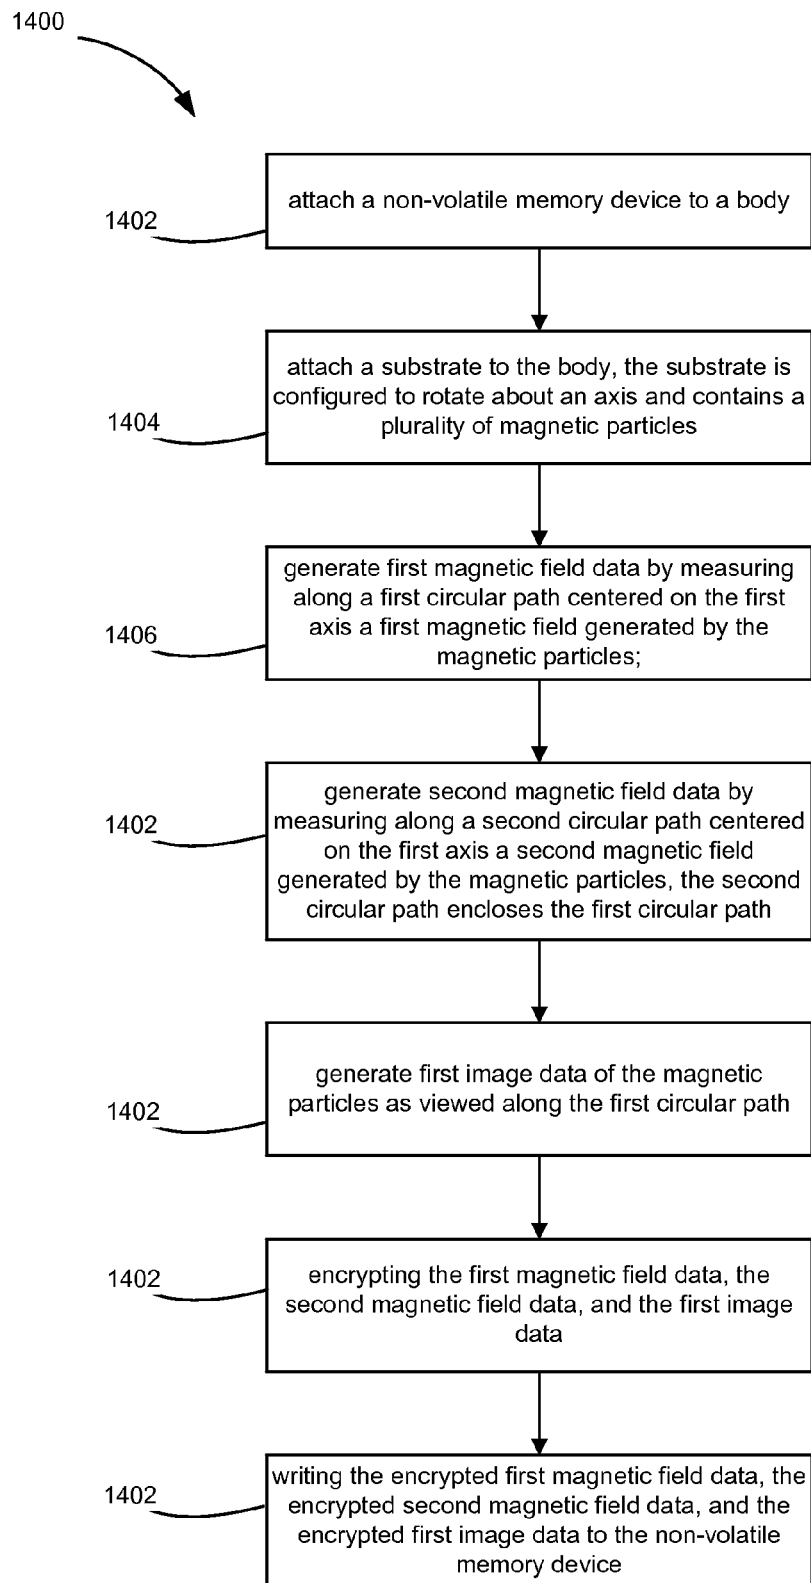 1400
1402
attach a non-volatile memory device to a body
1404
attach a substrate to the body, the substrate is
configured to rotate about an axis and contains a
plurality of magnetic particles
1406
generate first magnetic field data by measuring
along a first circular path centered on the first
axis a first magnetic field generated by the
magnetic particles;
1402
generate second magnetic field data by
measuring along a second circular path centered
on the first axis a second magnetic field
generated by the magnetic particles, the second
circular path encloses the first circular path
1402
generate first image data of the magnetic
particles as viewed along the first circular path
1402
encrypting the first magnetic field data, the
second magnetic field data, and the first image
data
1402
writing the encrypted first magnetic field data, the
encrypted second magnetic field data, and the
encrypted first image data to the non-volatile
memory device